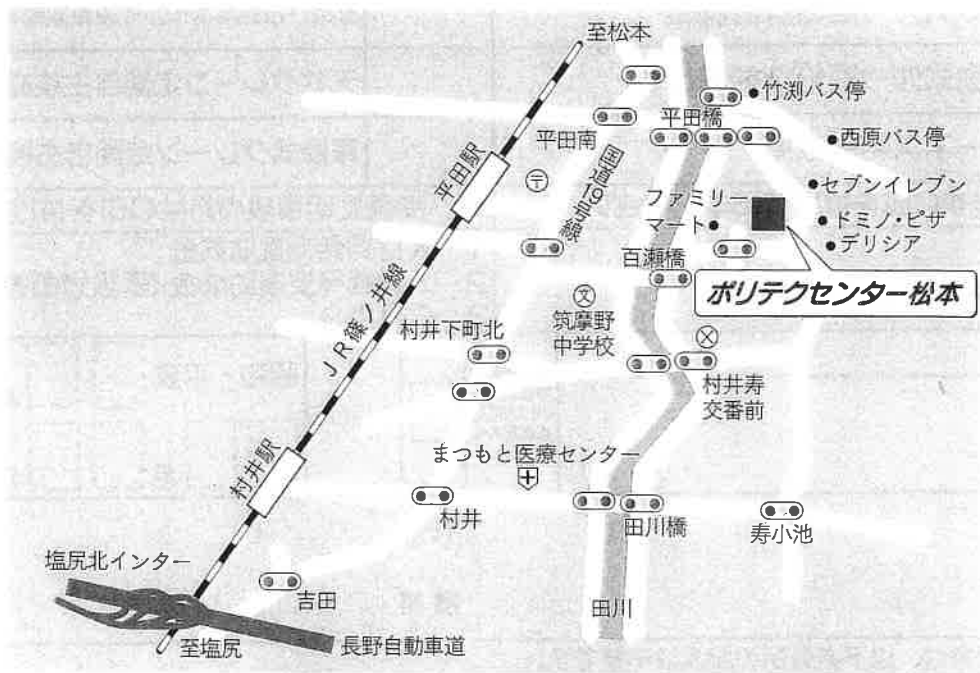 至松本
竹渕バス停
平田橋
平田南
西原バス停
平田駅
〒
国道19号線
セブンイレブン
ファミリー
マート
ドミノ・ピザ
デリシア
百瀬橋
ポリテクセンター松本
文
筑摩野
中学校
村井下町北
JR篠ノ井線
村井寿
交番前
まつもと医療センター
村井駅
村井
田川橋
寿小池
塩尻北インター
吉田
田川
至塩尻
長野自動車道